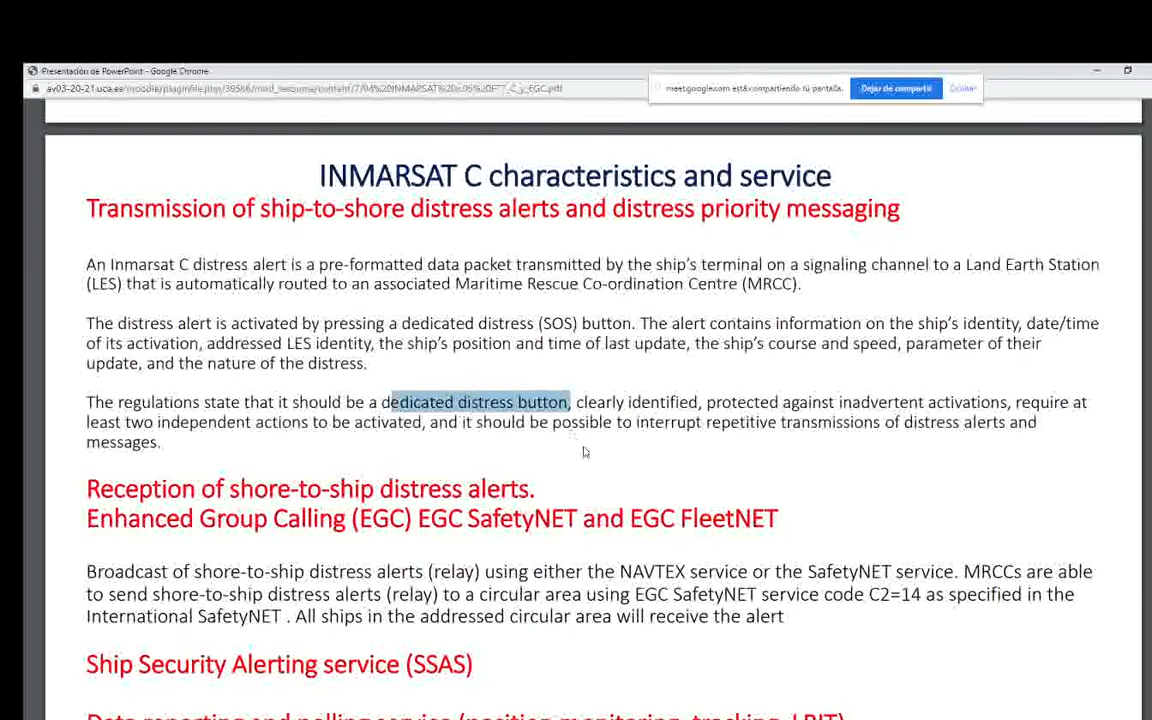 Presentación de PowerPoint - Google Chrome
meet.google.com está compartiendo tu pantalla.
Dejar de compartir
Ocultar
INMARSAT C characteristics and service
Transmission of ship-to-shore distress alerts and distress priority messaging
An Inmarsat C distress alert is a pre-formatted data packet transmitted by the ship's terminal on a signaling channel to a Land Earth Station
(LES) that is automatically routed to an associated Maritime Rescue Co-ordination Centre (MRCC).
The distress alert is activated by pressing a dedicated distress (SOS) button. The alert contains information on the ship's identity, date/time
of its activation, addressed LES identity, the ship's position and time of last update, the ship's course and speed, parameter of their
update, and the nature of the distress.
The regulations state that it should be a dedicated distress button, clearly identified, protected against inadvertent activations, require at
least two independent actions to be activated, and it should be possible to interrupt repetitive transmissions of distress alerts and
messages.
Reception of shore-to-ship distress alerts.
Enhanced Group Calling (EGC) EGC SafetyNET and EGC FleetNET
Broadcast of shore-to-ship distress alerts (relay) using either the NAVTEX service or the SafetyNET service. MRCCs are able
to send shore-to-ship distress alerts (relay) to a circular area using EGC SafetyNET service code C2=14 as specified in the
International SafetyNET . All ships in the addressed circular area will receive the alert
Ship Security Alerting service (SSAS)
Data reporting and polling service (position monitoring, tracking, LRIT)